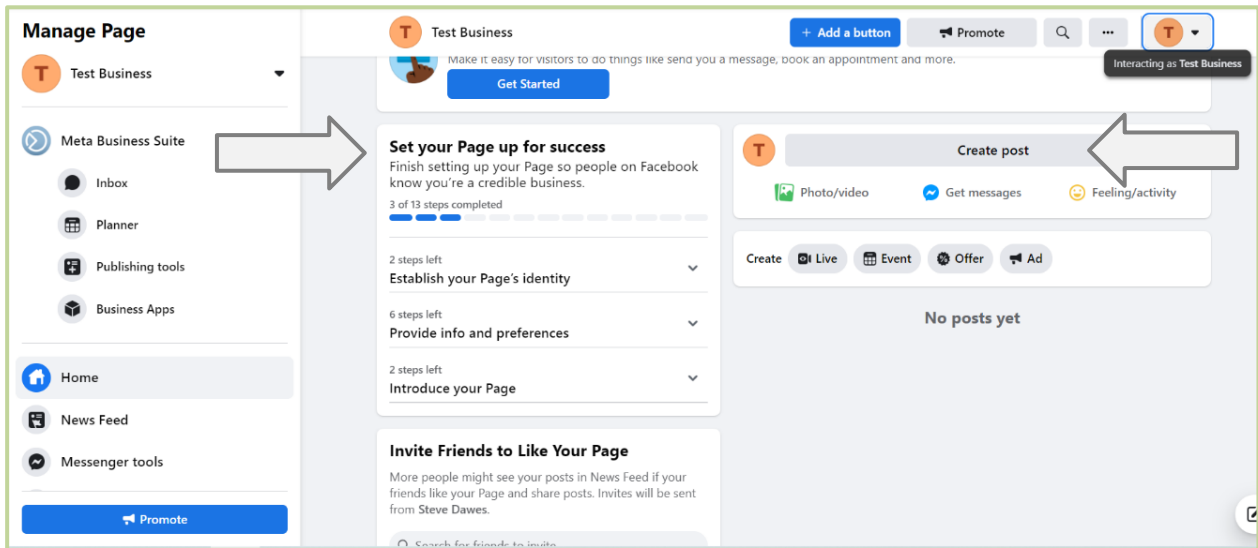 Manage Page
T
Test Business
Meta Business Suite
Inbox
Planner
Publishing tools
Business Apps
Home
News Feed
Messenger tools
Promote
T
Test Business
+ Add a button
Promote
T
Interacting as Test Business
Make it easy for visitors to do things like send you a message, book an appointment and more.
Get Started
Set your Page up for success
Finish setting up your Page so people on Facebook
know you're a credible business.
3 of 13 steps completed
2 steps left
Establish your Page's identity
6 steps left
Provide info and preferences
2 steps left
Introduce your Page
Invite Friends to Like Your Page
More people might see your posts in News Feed if your
friends like your Page and share posts. Invites will be sent
from Steve Dawes.
Search for friends to invite
T
Create post
Photo/video
Get messages
Feeling/activity
Create
Live
Event
Offer
Ad
No posts yet